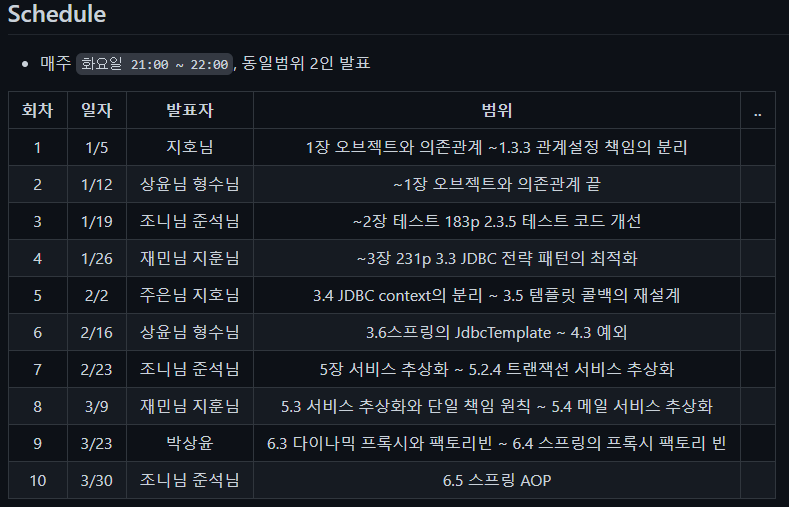 Schedule
매주 화요일 21:00 ~ 22:00, 동일범위 2인 발표
회차 일자 발표자 범위 ..
1 1/5 지호님 1장 오브젝트와 의존관계 ~1.3.3 관계설정 책임의 분리
2 1/12 상윤님 형수님 ~1장 오브젝트와 의존관계 끝
3 1/19 조니님 준석님 ~2장 테스트 183p 2.3.5 테스트 코드 개선
4 1/26 재민님 지훈님 ~3장 231p 3.3 JDBC 전략 패턴의 최적화
5 2/2 주은님 지호님 3.4 JDBC context의 분리 ~ 3.5 템플릿 콜백의 재설계
6 2/16 상윤님 형수님 3.6스프링의 JdbcTemplate ~ 4.3 예외
7 2/23 조니님 준석님 5장 서비스 추상화 ~ 5.2.4 트랜잭션 서비스 추상화
8 3/9 재민님 지훈님 5.3 서비스 추상화와 단일 책임 원칙 ~ 5.4 메일 서비스 추상화
9 3/23 박상윤 6.3 다이나믹 프록시와 팩토리빈 ~ 6.4 스프링의 프록시 팩토리 빈
10 3/30 조니님 준석님 6.5 스프링 AOP